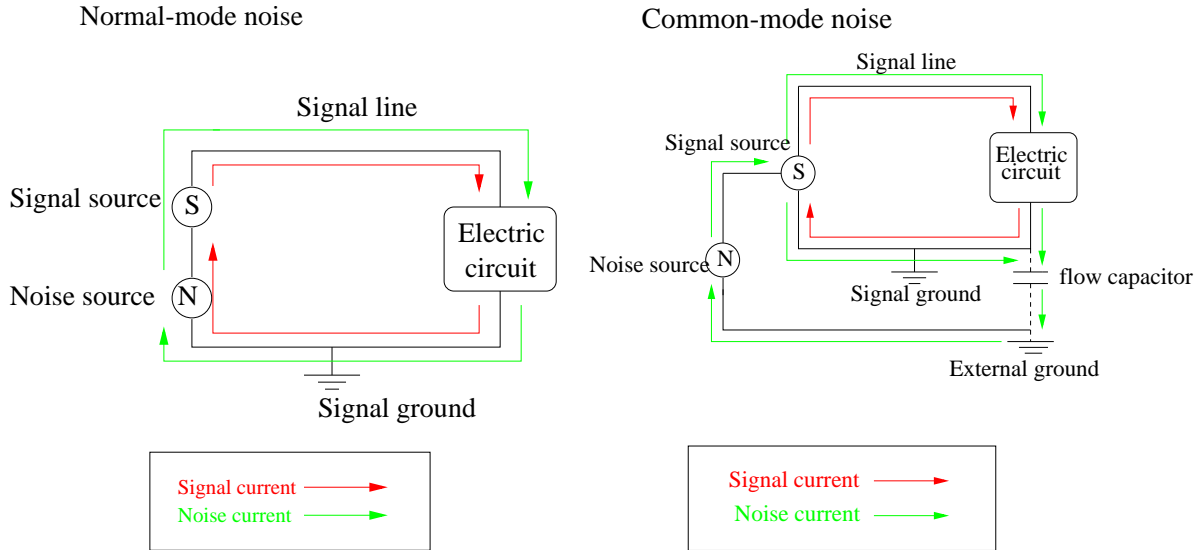 Normal-mode noise
Signal line
Signal source
S
Noise source
N
Electric
circuit
Signal ground
Signal current
Noise current
Common-mode noise
Signal line
Signal source
S
Electric
circuit
Noise source
N
Signal ground
flow capacitor
External ground
Signal current
Noise current